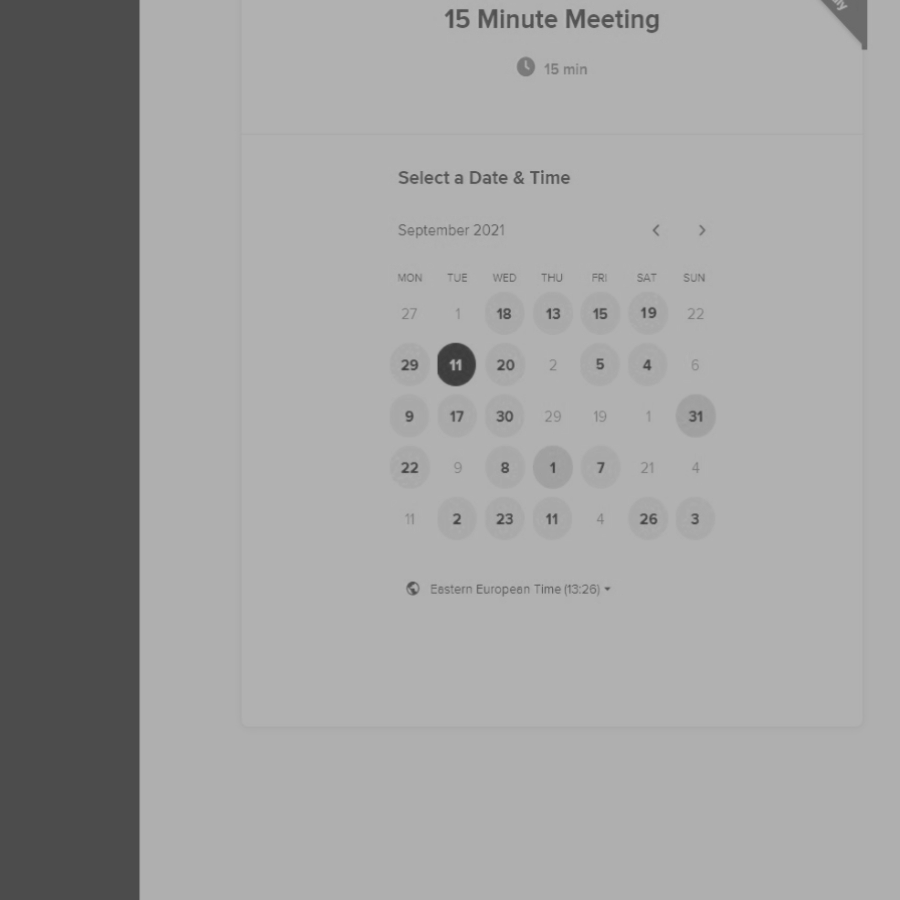 15 Minute Meeting
15 min
Select a Date & Time
September 2021
MON TUE WED THU FRI SAT SUN
27 1 18 13 15 19 22
29 11 20 2 5 4 6
9 17 30 29 19 1 31
22 9 8 1 7 21 4
11 2 23 11 4 26 3
Eastern European Time (13:26)